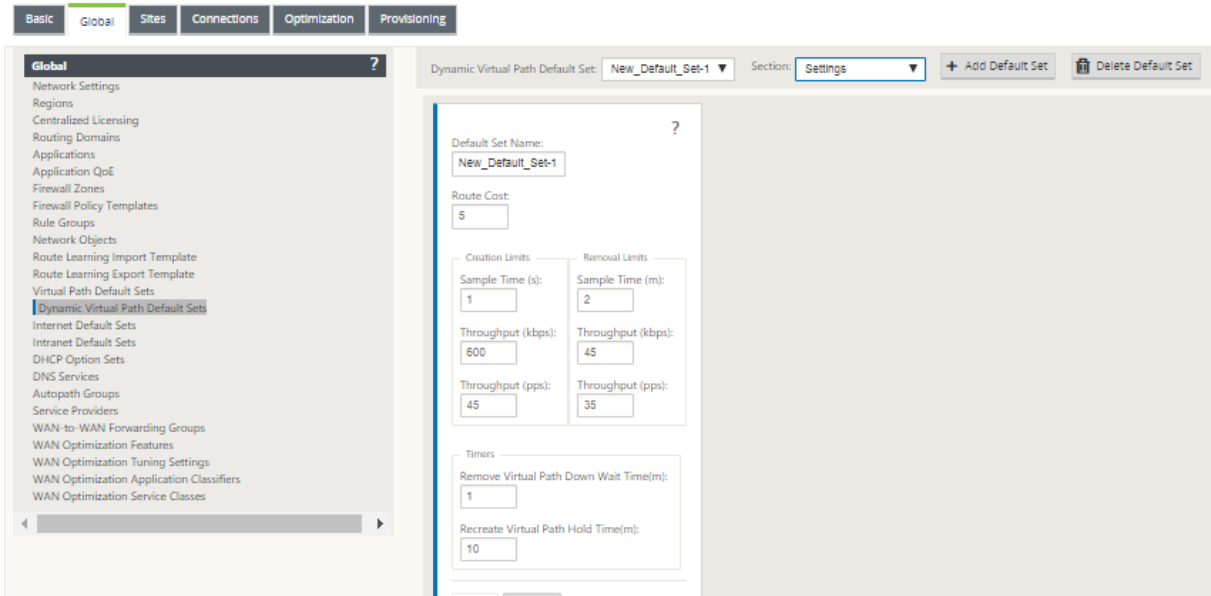 Basic Global Sites Connections Optimization Provisioning
Global ?
Network Settings
Regions
Centralized Licensing
Routing Domains
Applications
Application QoE
Firewall Zones
Firewall Policy Templates
Rule Groups
Network Objects
Route Learning Import Template
Route Learning Export Template
Virtual Path Default Sets
Dynamic Virtual Path Default Sets
Internet Default Sets
Intranet Default Sets
DHCP Option Sets
DNS Services
Autopath Groups
Service Providers
WAN-to-WAN Forwarding Groups
WAN Optimization Features
WAN Optimization Tuning Settings
WAN Optimization Application Classifiers
WAN Optimization Service Classes
Dynamic Virtual Path Default Set: New_Default_Set-1 Section: Settings + Add Default Set Delete Default Set
?
Default Set Name:
New_Default_Set-1
Route Cost:
5
Creation Limits Removal Limits
Sample Time (s): Sample Time (m):
1 2
Throughput (kbps): Throughput (kbps):
600 45
Throughput (pps): Throughput (pps):
45 35
Timers
Remove Virtual Path Down Wait Time(m):
1
Recreate Virtual Path Hold Time(m):
10